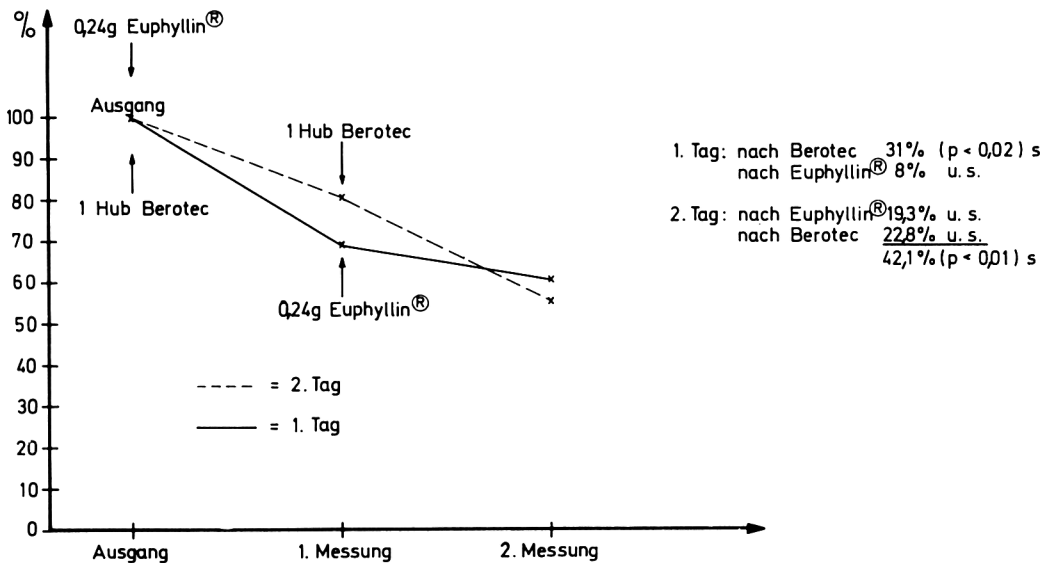 %
0,24g Euphyllin®
Ausgang
1 Hub Berotec
1 Hub Berotec
0,24g Euphyllin®
100
90
80
70
60
50
40
30
20
10
0
---- = 2. Tag
—— = 1. Tag
Ausgang
1. Messung
2. Messung
1. Tag: nach Berotec 31% (p < 0,02) s
nach Euphyllin® 8% u. s.
2. Tag: nach Euphyllin® 19,3% u. s.
nach Berotec 22,8% u. s.
42,1% (p < 0,01) s